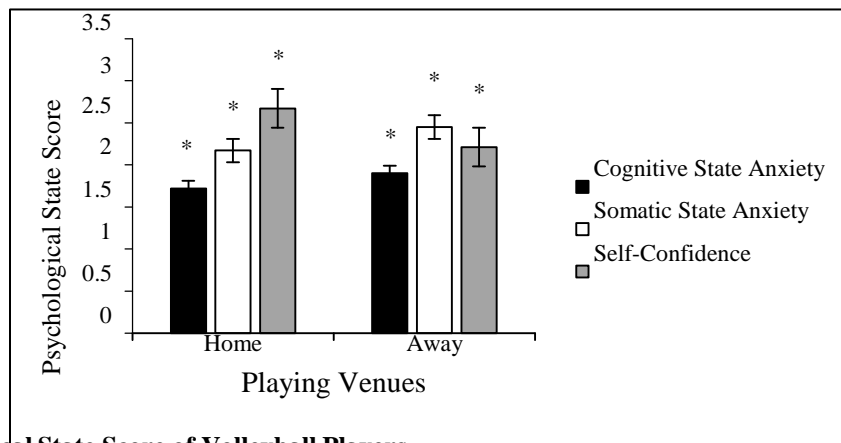 3.5
3
2.5
2
1.5
1
0.5
0
Psychological State Score
*
*
*
*
*
*
Home
Away
Playing Venues
Cognitive State Anxiety
Somatic State Anxiety
Self-Confidence
State Score of Volleyball Players